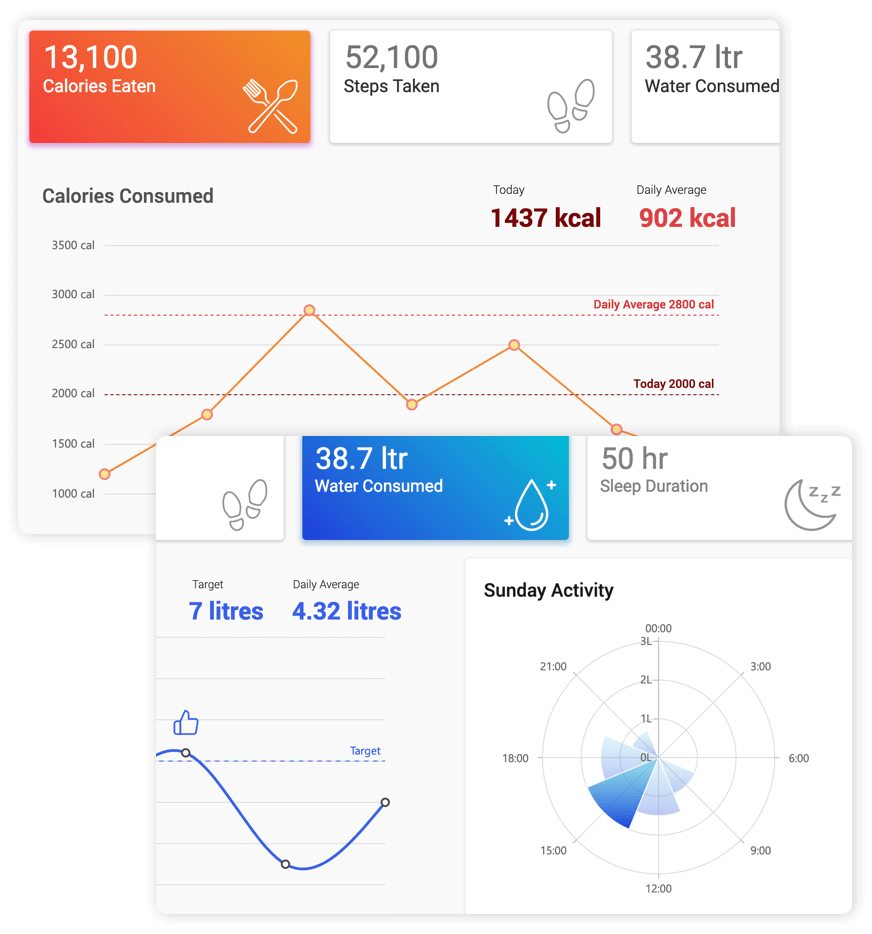 13,100
Calories Eaten
52,100
Steps Taken
38.7 ltr
Water Consumed
Calories Consumed
Today
1437 kcal
Daily Average
902 kcal
3500 cal
3000 cal
Daily Average 2800 cal
2500 cal
2000 cal
Today 2000 cal
1500 cal
1000 cal
38.7 ltr
Water Consumed
50 hr
Sleep Duration
z z z
Target
7 litres
Daily Average
4.32 litres
Target
Sunday Activity
00:00
3L
21:00
3:00
2L
1L
18:00
0L
6:00
15:00
9:00
12:00